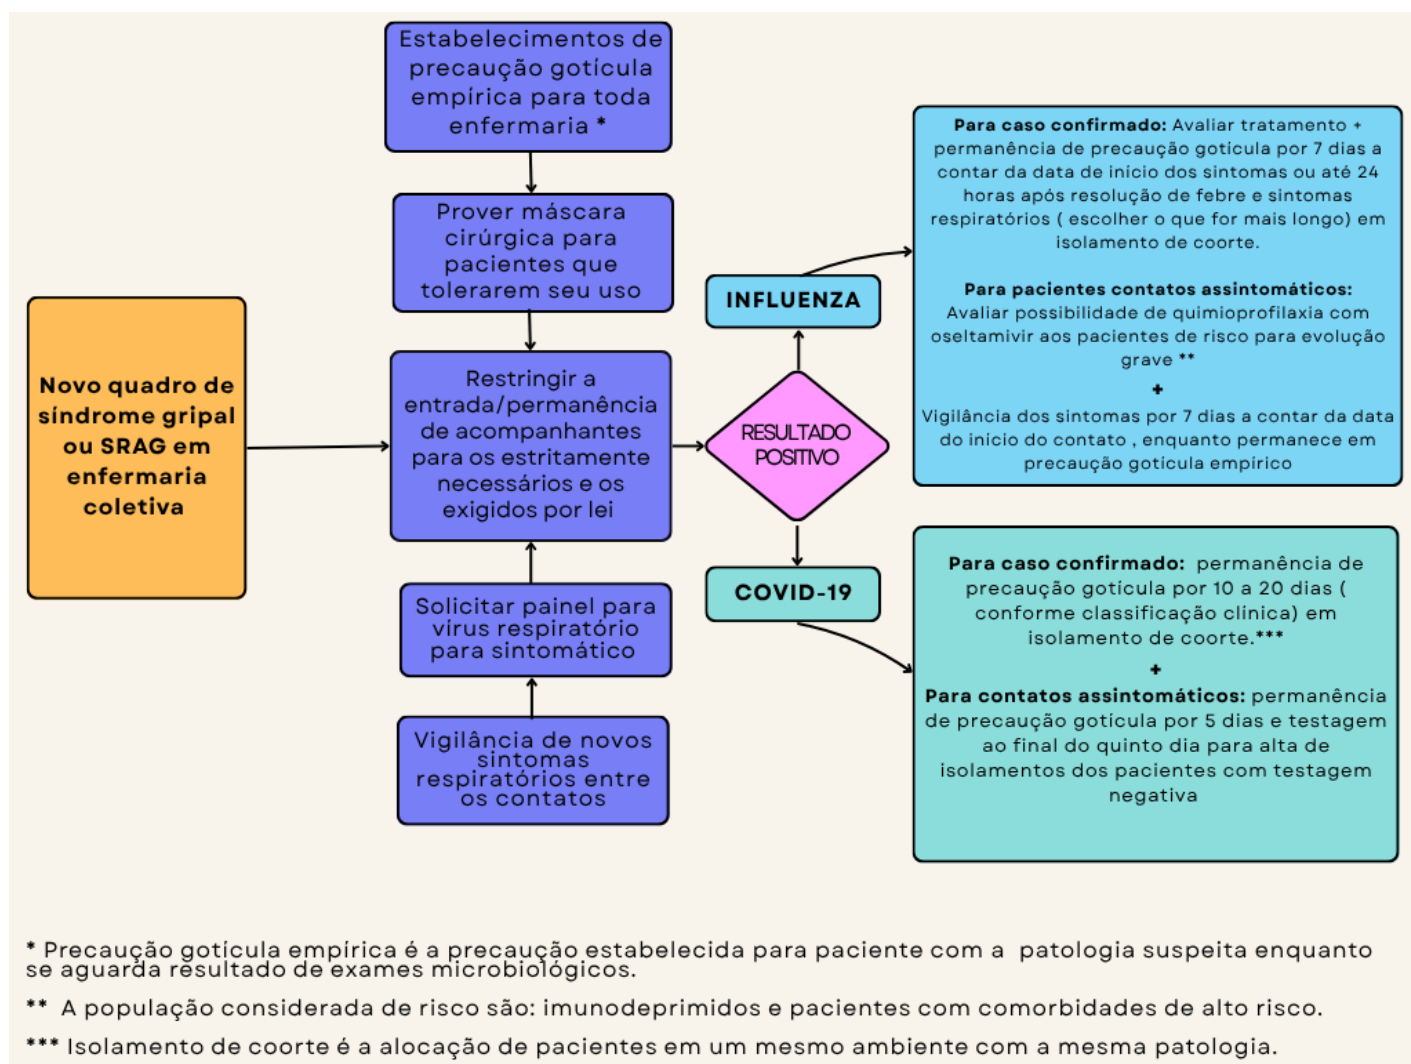 Novo quadro de
síndrome gripal
ou SRAG em
enfermaria
coletiva
Estabelecimentos de
precaução gotícula
empírica para toda
enfermaria *
Prover máscara
cirúrgica para
pacientes que
tolerarem seu uso
Restringir a
entrada/permanência
de acompanhantes
para os estritamente
necessários e os
exigidos por lei
Solicitar painel para
vírus respiratório
para sintomático
Vigilância de novos
sintomas
respiratórios entre
os contatos
RESULTADO
POSITIVO
INFLUENZA
Para caso confirmado: Avaliar tratamento +
permanência de precaução gotícula por 7 dias a
contar da data de início dos sintomas ou até 24
horas após resolução de febre e sintomas
respiratórios ( escolher o que for mais longo) em
isolamento de coorte.
Para pacientes contatos assintomáticos:
Avaliar possibilidade de quimioprofilaxia com
oseltamivir aos pacientes de risco para evolução
grave **
+
Vigilância dos sintomas por 7 dias a contar da data
do inicio do contato , enquanto permanece em
precaução gotícula empírico
COVID-19
Para caso confirmado: permanência de
precaução gotícula por 10 a 20 dias (
conforme classificação clínica) em
isolamento de coorte.***
+
Para contatos assintomáticos: permanência
de precaução gotícula por 5 dias e testagem
ao final do quinto dia para alta de
isolamentos dos pacientes com testagem
negativa
* Precaução gotícula empírica é a precaução estabelecida para paciente com a patologia suspeita enquanto
se aguarda resultado de exames microbiológicos.
** A população considerada de risco são: imunodeprimidos e pacientes com comorbidades de alto risco.
*** Isolamento de coorte é a alocação de pacientes em um mesmo ambiente com a mesma patologia.